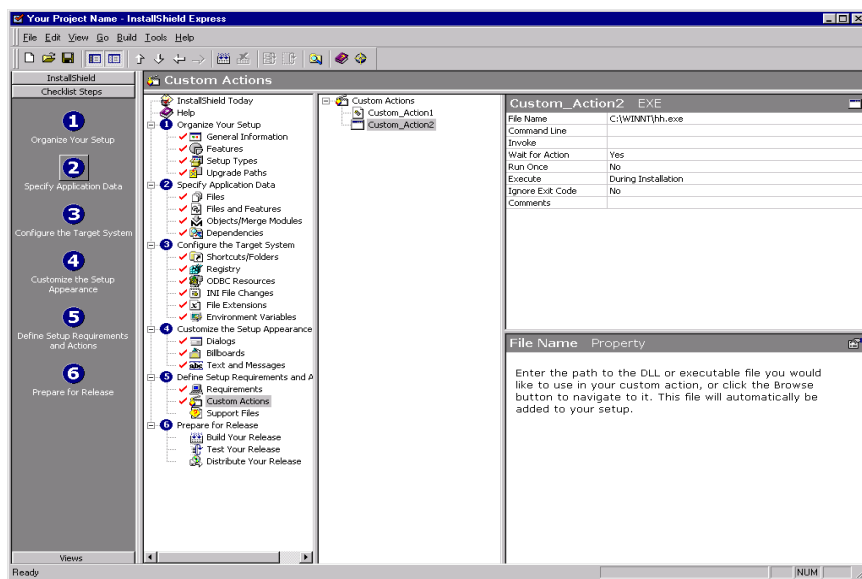 Your Project Name - InstallShield Express
File Edit View Go Build Tools Help
InstallShield
Checklist Steps
1
Organize Your Setup
2
Specify Application Data
3
Configure the Target System
4
Customize the Setup
Appearance
5
Define Setup Requirements
and Actions
6
Prepare for Release
Views
Custom Actions
InstallShield Today
Help
1 Organize Your Setup
General Information
Features
Setup Types
Upgrade Paths
2 Specify Application Data
Files
Files and Features
Objects/Merge Modules
Dependencies
3 Configure the Target System
Shortcuts/Folders
Registry
ODBC Resources
INI File Changes
File Extensions
Environment Variables
4 Customize the Setup Appearance
Dialogs
Billboards
abc Text and Messages
5 Define Setup Requirements and A
Requirements
Custom Actions
Support Files
6 Prepare for Release
Build Your Release
Test Your Release
Distribute Your Release
Custom Actions
Custom_Action1
Custom_Action2
Custom_Action2 EXE
File Name C:\WINNT\hh.exe
Command Line
Invoke
Wait for Action Yes
Run Once No
Execute During Installation
Ignore Exit Code No
Comments
File Name Property
Enter the path to the DLL or executable file you would
like to use in your custom action, or click the Browse
button to navigate to it. This file will automatically be
added to your setup.
Ready
NUM